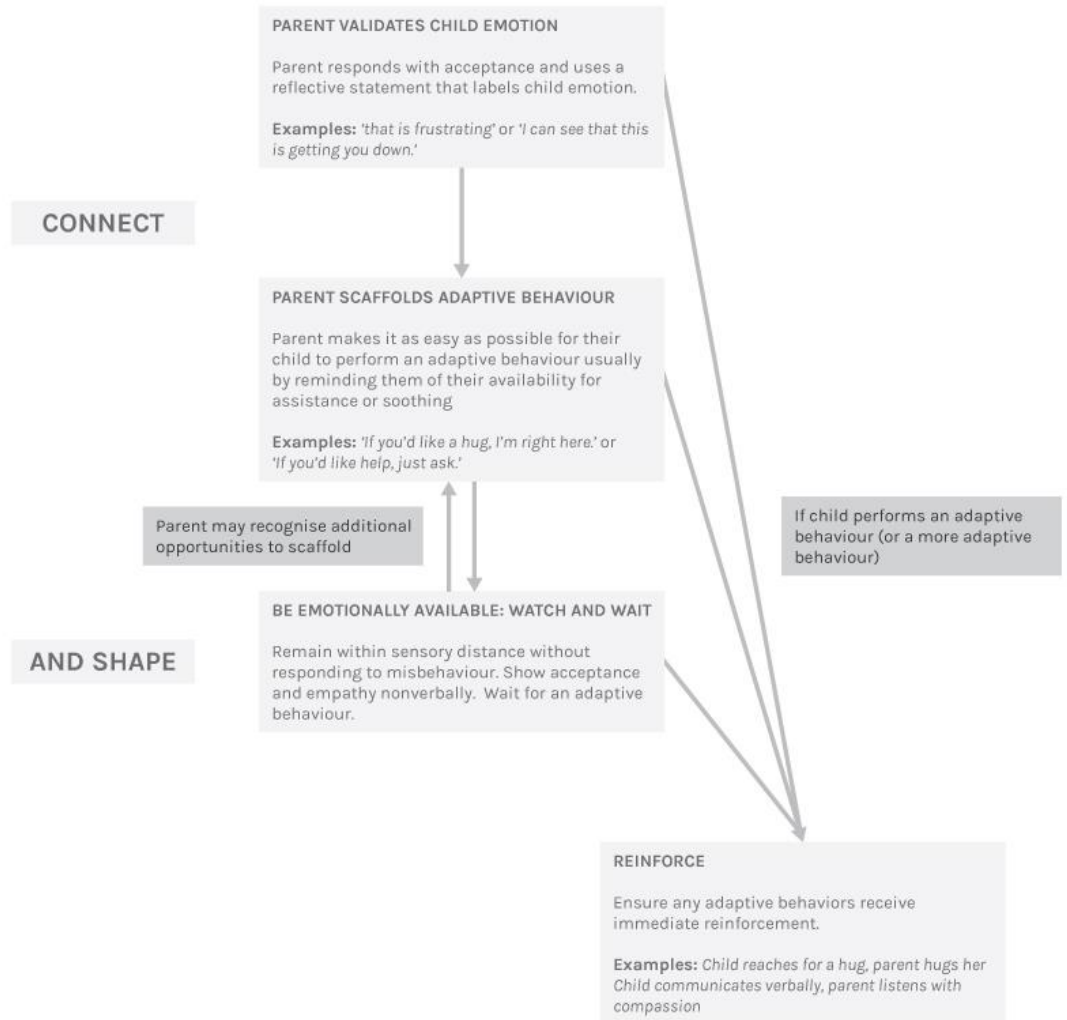 PARENT VALIDATES CHILD EMOTION
Parent responds with acceptance and uses a
reflective statement that labels child emotion.
Examples: ‘that is frustrating’ or ‘I can see that this
is getting you down.’
CONNECT
PARENT SCAFFOLDS ADAPTIVE BEHAVIOUR
Parent makes it as easy as possible for their
child to perform an adaptive behaviour usually
by reminding them of their availability for
assistance or soothing
Examples: ‘If you’d like a hug, I’m right here.’ or
‘If you’d like help, just ask.’
Parent may recognise additional
opportunities to scaffold
If child performs an adaptive
behaviour (or a more adaptive
behaviour)
BE EMOTIONALLY AVAILABLE: WATCH AND WAIT
Remain within sensory distance without
responding to misbehaviour. Show acceptance
and empathy nonverbally.  Wait for an adaptive
behaviour.
AND SHAPE
REINFORCE
Ensure any adaptive behaviors receive
immediate reinforcement.
Examples: Child reaches for a hug, parent hugs her
Child communicates verbally, parent listens with
compassion